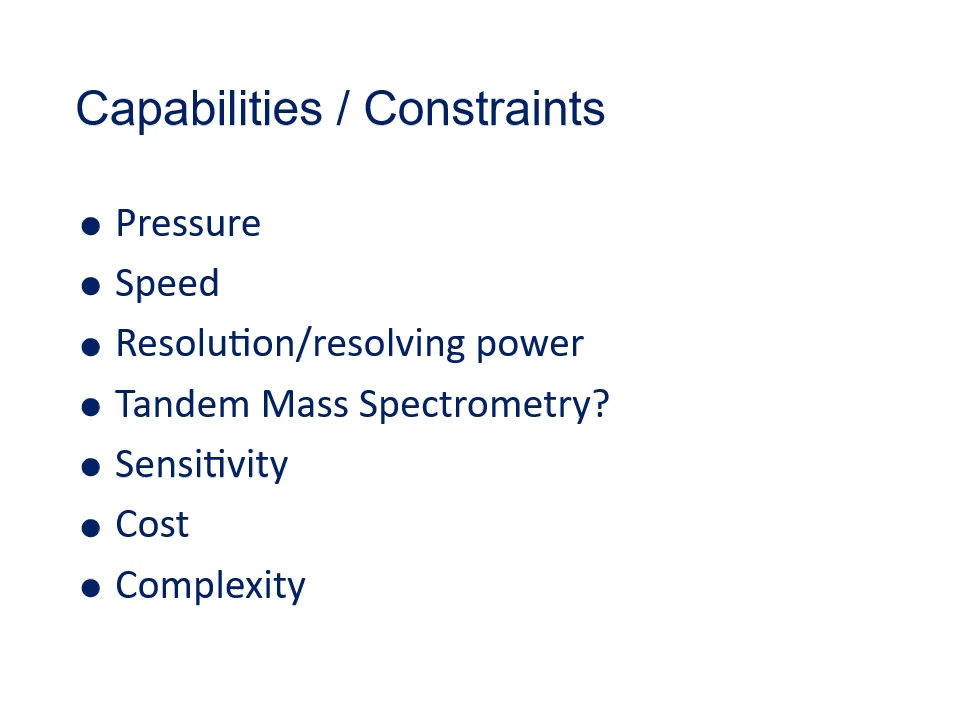 Capabilities / Constraints
● Pressure
● Speed
● Resolution/resolving power
● Tandem Mass Spectrometry?
● Sensitivity
● Cost
● Complexity